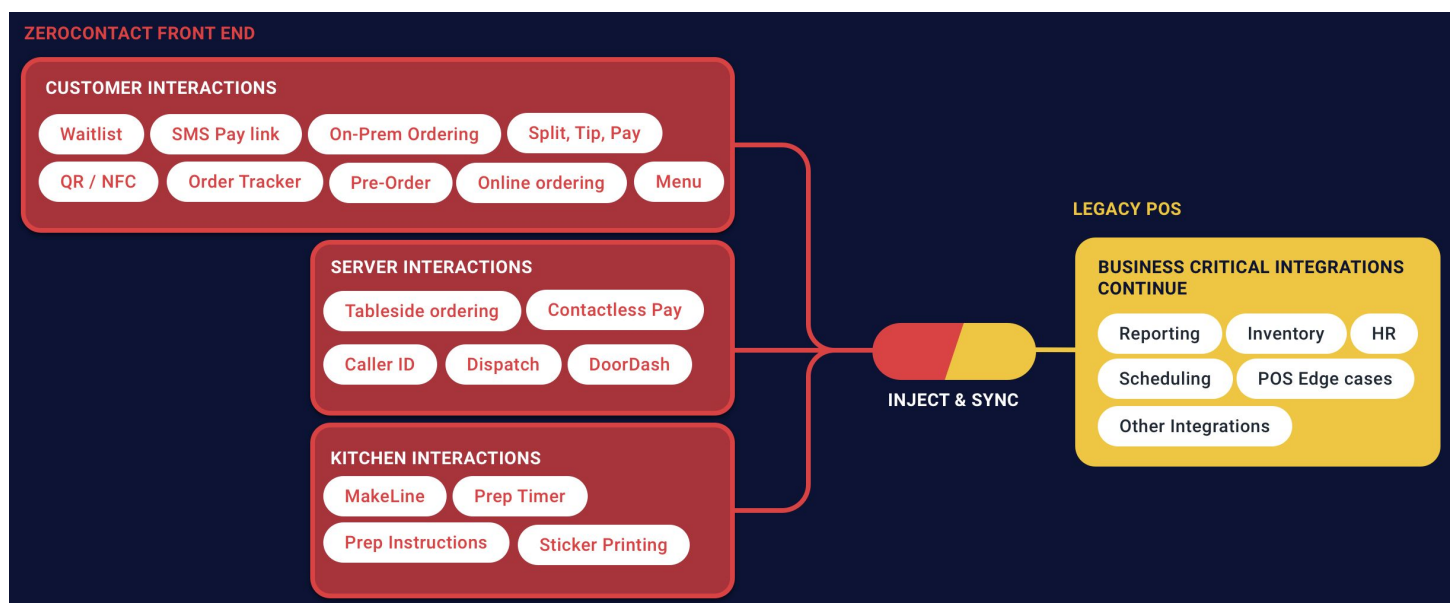 ZEROCONTACT FRONT END
CUSTOMER INTERACTIONS
Waitlist SMS Pay link On-Prem Ordering Split, Tip, Pay
QR / NFC Order Tracker Pre-Order Online ordering Menu
SERVER INTERACTIONS
Tableside ordering Contactless Pay
Caller ID Dispatch DoorDash
KITCHEN INTERACTIONS
MakeLine Prep Timer
Prep Instructions Sticker Printing
INJECT & SYNC
LEGACY POS
BUSINESS CRITICAL INTEGRATIONS
CONTINUE
Reporting Inventory HR
Scheduling POS Edge cases
Other Integrations